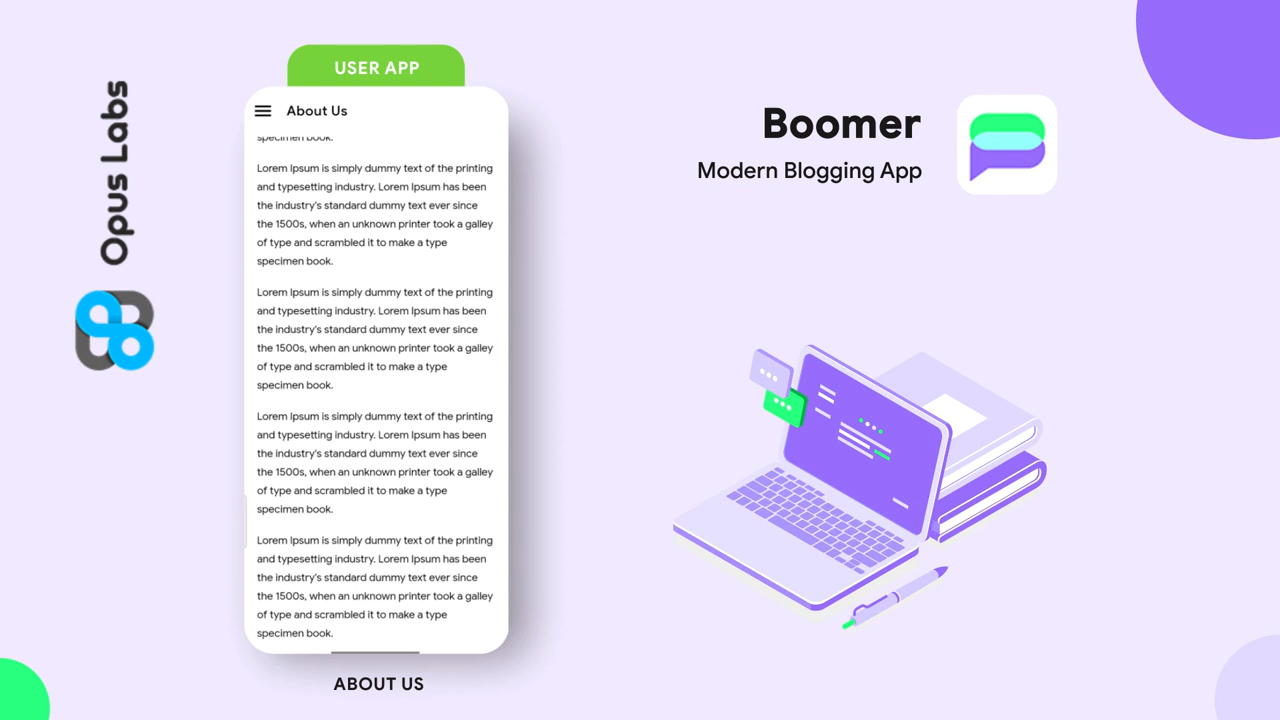 Opus Labs
USER APP
About Us
specimen book.
Lorem Ipsum is simply dummy text of the printing
and typesetting industry. Lorem Ipsum has been
the industry's standard dummy text ever since
the 1500s, when an unknown printer took a galley
of type and scrambled it to make a type
specimen book.
Lorem Ipsum is simply dummy text of the printing
and typesetting industry. Lorem Ipsum has been
the industry's standard dummy text ever since
the 1500s, when an unknown printer took a galley
of type and scrambled it to make a type
specimen book.
Lorem Ipsum is simply dummy text of the printing
and typesetting industry. Lorem Ipsum has been
the industry's standard dummy text ever since
the 1500s, when an unknown printer took a galley
of type and scrambled it to make a type
specimen book.
Lorem Ipsum is simply dummy text of the printing
and typesetting industry. Lorem Ipsum has been
the industry's standard dummy text ever since
the 1500s, when an unknown printer took a galley
of type and scrambled it to make a type
specimen book.
ABOUT US
Boomer
Modern Blogging App